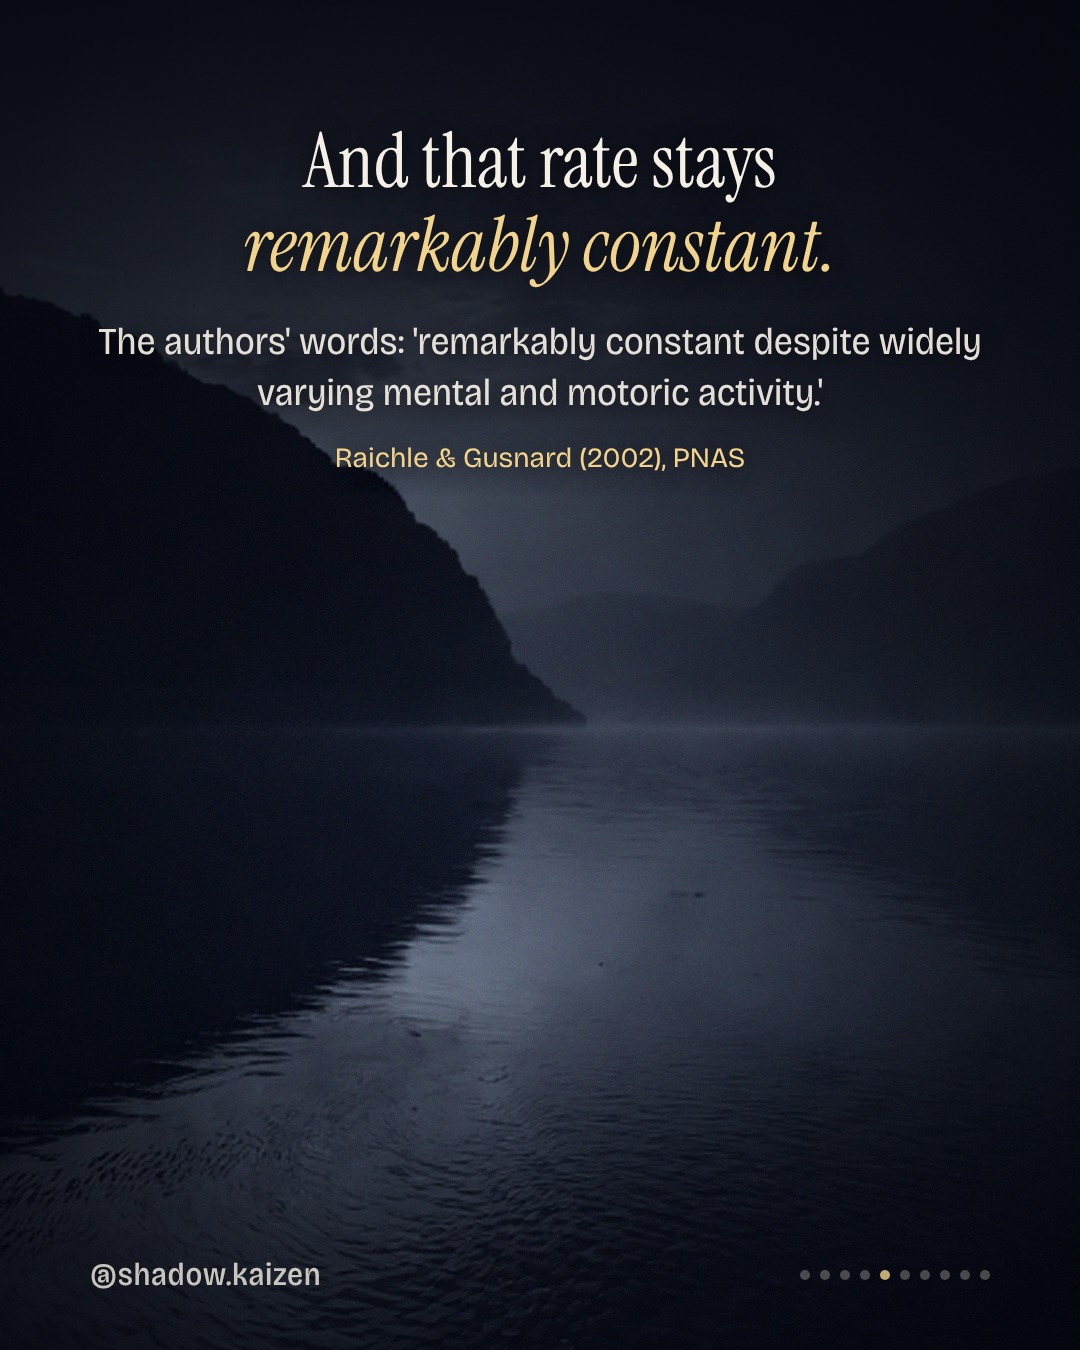 And that rate stays
remarkably constant.
The authors' words: 'remarkably constant despite widely
varying mental and motoric activity.'
Raichle & Gusnard (2002), PNAS
@shadow.kaizen